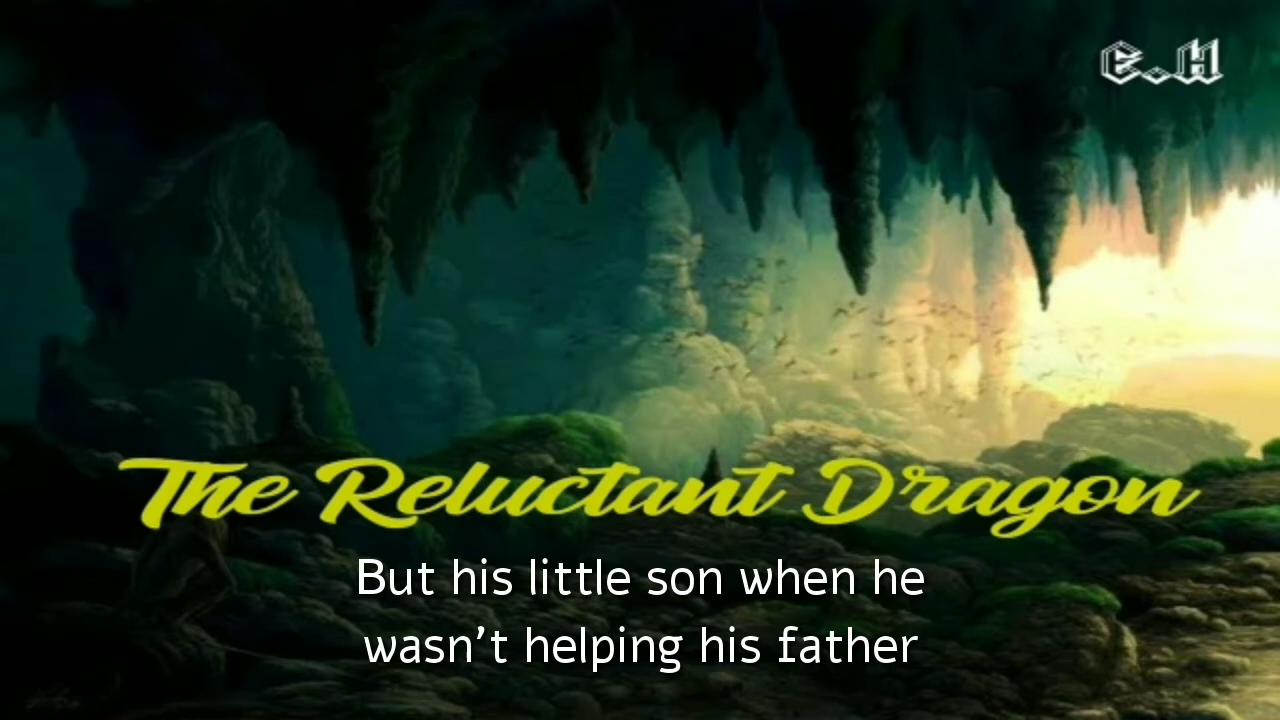 E.H
The Reluctant Dragon
But his little son when he
wasn't helping his father